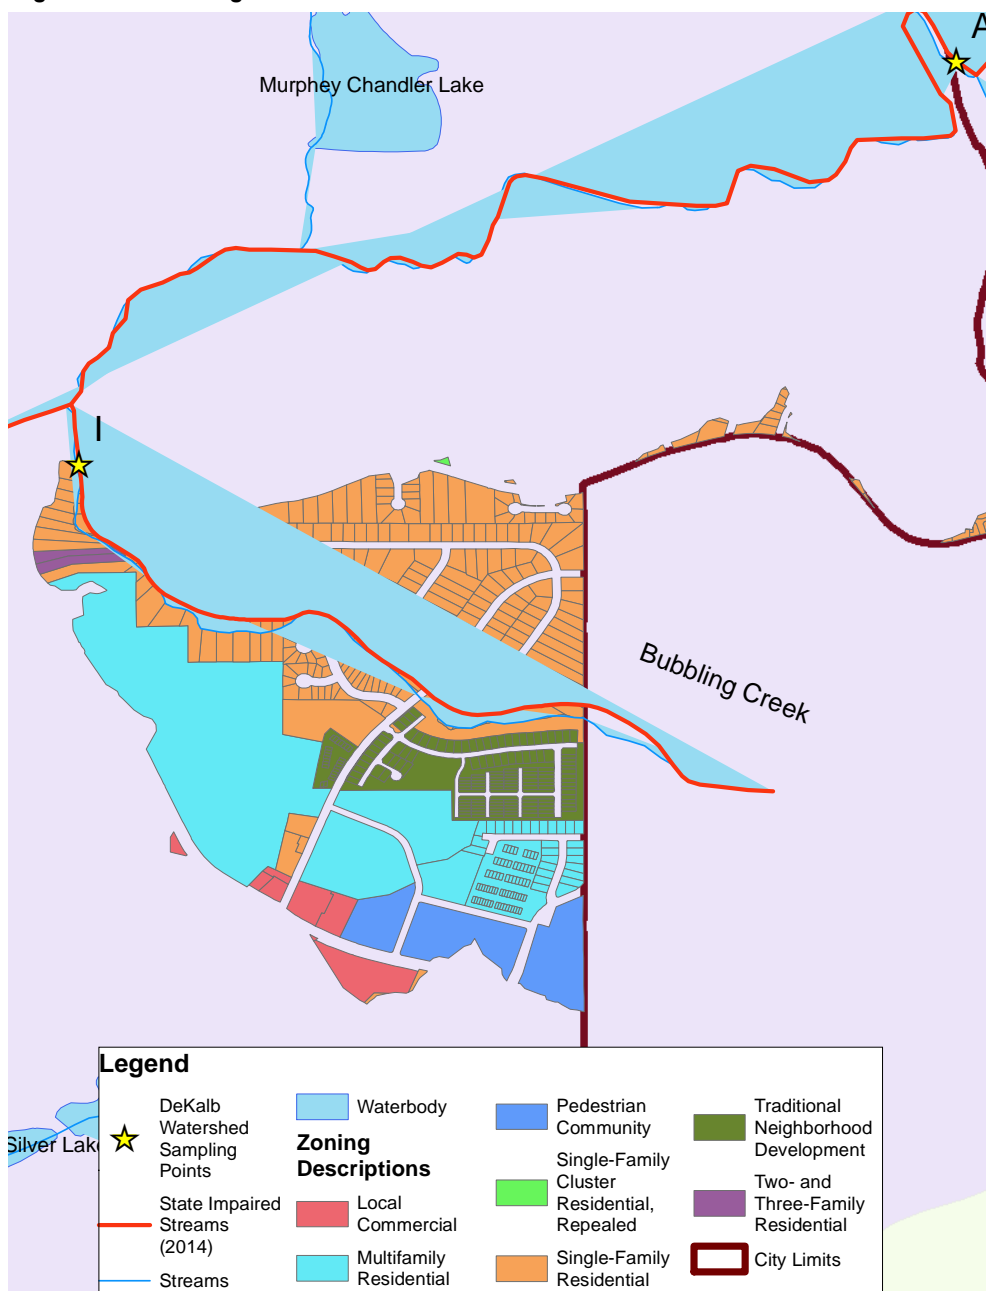 A
Murphey Chandler Lake
I
Bubbling Creek
Silver Lake
Legend
DeKalb
Watershed
Sampling
Points
State Impaired
Streams
(2014)
Streams
Waterbody
Zoning
Descriptions
Local
Commercial
Multifamily
Residential
Pedestrian
Community
Single-Family
Cluster
Residential,
Repealed
Single-Family
Residential
Traditional
Neighborhood
Development
Two- and
Three-Family
Residential
City Limits